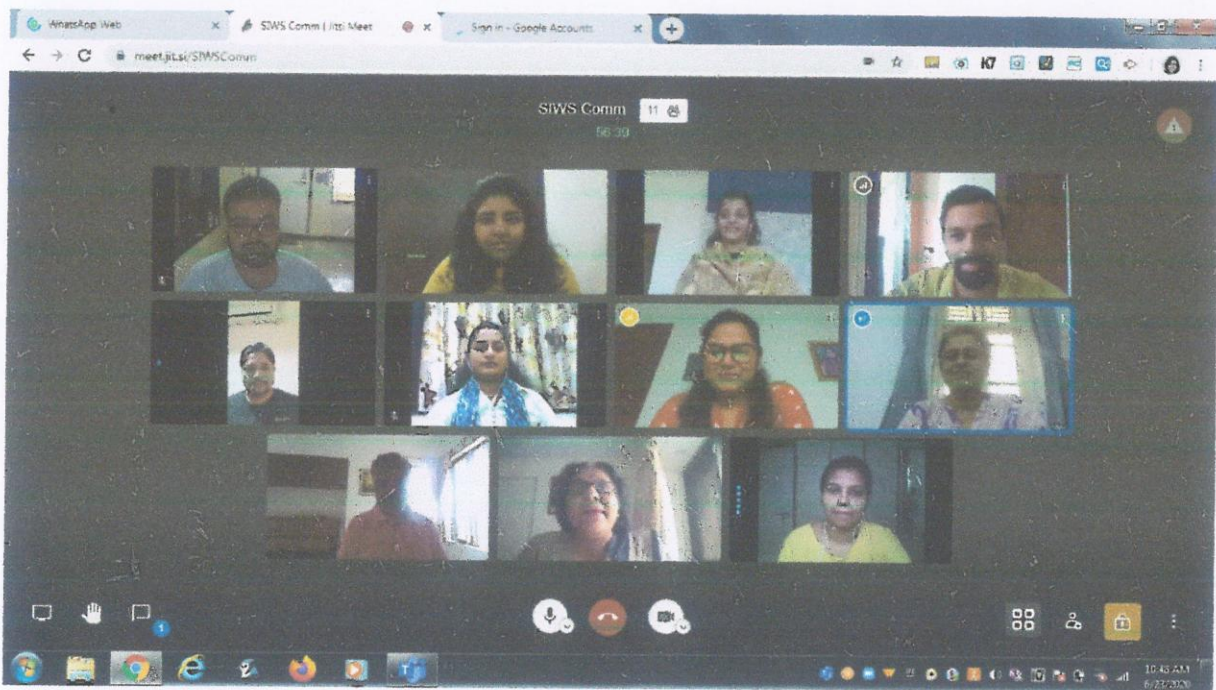 WhatsApp Web
SIWS Comm | Jitsi Meet
Sign in - Google Accounts
meet.jit.si/SIWSComm
K7
SIWS Comm 11
56:39
1
10:43 AM